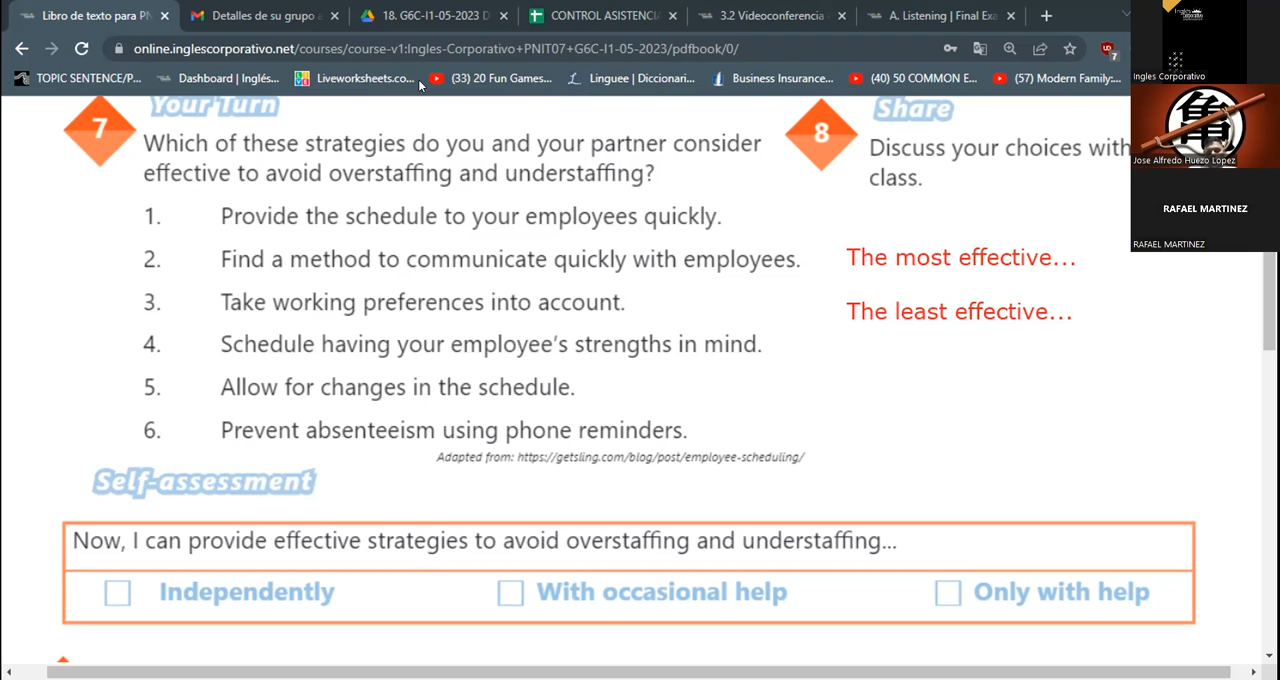 Libro de texto para PN
Detalles de su grupo a
18. G6C-I1-05-2023 D
CONTROL ASISTENCI
3.2 Videoconferencia
A. Listening | Final Exa
online.inglescorporativo.net/courses/course-v1:Ingles-Corporativo+PNIT07+G6C-I1-05-2023/pdfbook/0/
7
TOPIC SENTENCE/P...
Dashboard | Inglés...
Liveworksheets.co...
(33) 20 Fun Games...
Linguee | Diccionari...
Business Insurance...
(40) 50 COMMON E...
(57) Modern Family:...
Ingles Corporativo
亀
Jose Alfredo Huezo Lopez
RAFAEL MARTINEZ
RAFAEL MARTINEZ
7
Your Turn
Which of these strategies do you and your partner consider
effective to avoid overstaffing and understaffing?
1. Provide the schedule to your employees quickly.
2. Find a method to communicate quickly with employees.
3. Take working preferences into account.
4. Schedule having your employee's strengths in mind.
5. Allow for changes in the schedule.
6. Prevent absenteeism using phone reminders.
Adapted from: https://getsling.com/blog/post/employee-scheduling/
8
Share
Discuss your choices with
class.
The most effective...
The least effective...
Self-assessment
Now, I can provide effective strategies to avoid overstaffing and understaffing...
Independently
With occasional help
Only with help